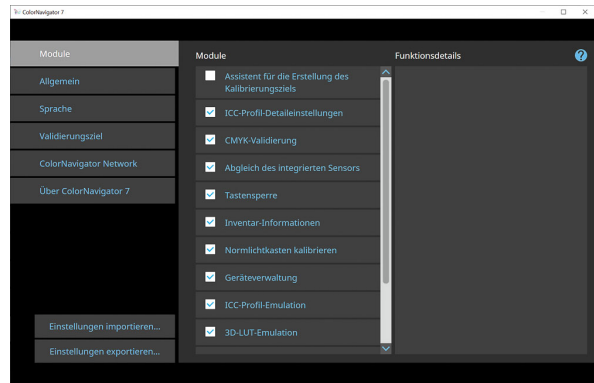 ColorNavigator 7
Module
Allgemein
Sprache
Validierungsziel
ColorNavigator Network
Über ColorNavigator 7
Einstellungen importieren...
Einstellungen exportieren...
Module
Assistent für die Erstellung des
Kalibrierungsziels
ICC-Profil-Detaileinstellungen
CMYK-Validierung
Abgleich des integrierten Sensors
Tastensperre
Inventar-Informationen
Normlichtkasten kalibrieren
Geräteverwaltung
ICC-Profil-Emulation
3D-LUT-Emulation
Funktionsdetails
?